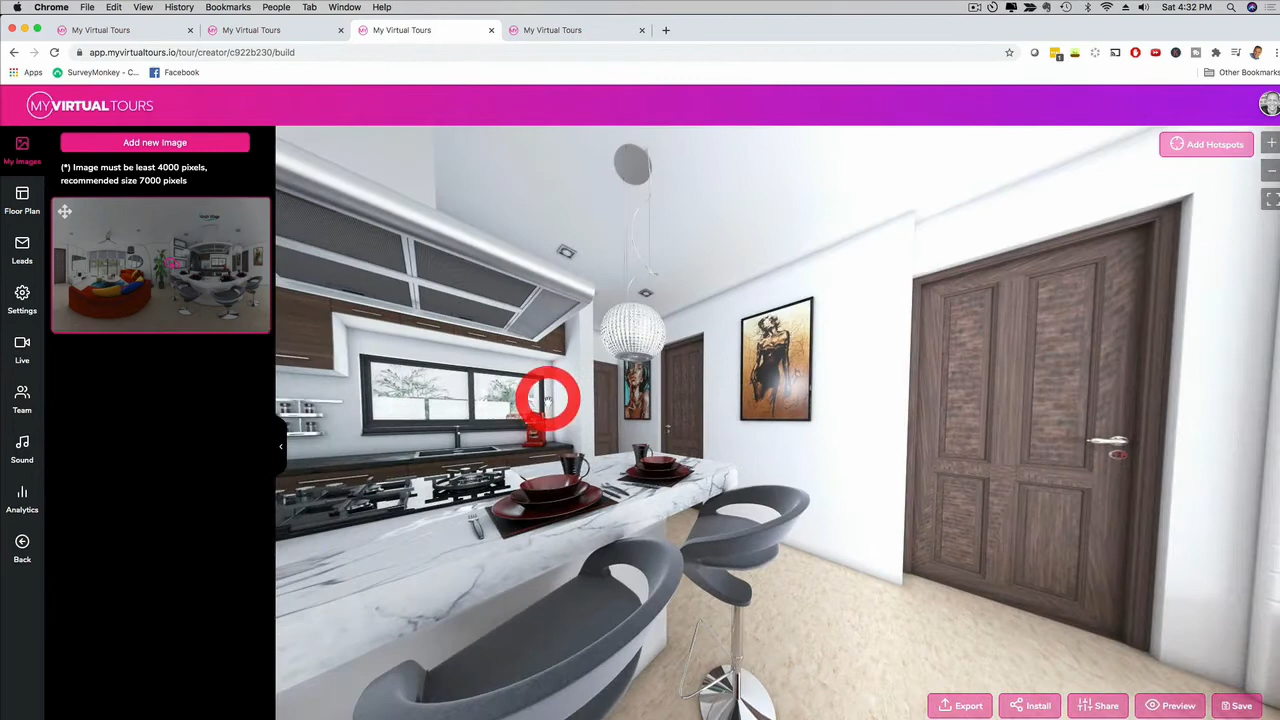 Chrome File Edit View History Bookmarks People Tab Window Help Sat 4:32 PM
My Virtual Tours My Virtual Tours My Virtual Tours My Virtual Tours
app.myvirtualtours.io/tour/creator/c922b230/build
Apps SurveyMonkey - C... Facebook Other Bookmarks
MYVIRTUALTOURS
My Images
Add new Image
(*) Image must be least 4000 pixels,
recommended size 7000 pixels
Add Hotspots
Floor Plan
Leads
Settings
Live
Team
Sound
Analytics
Back
Export Install Share Preview Save